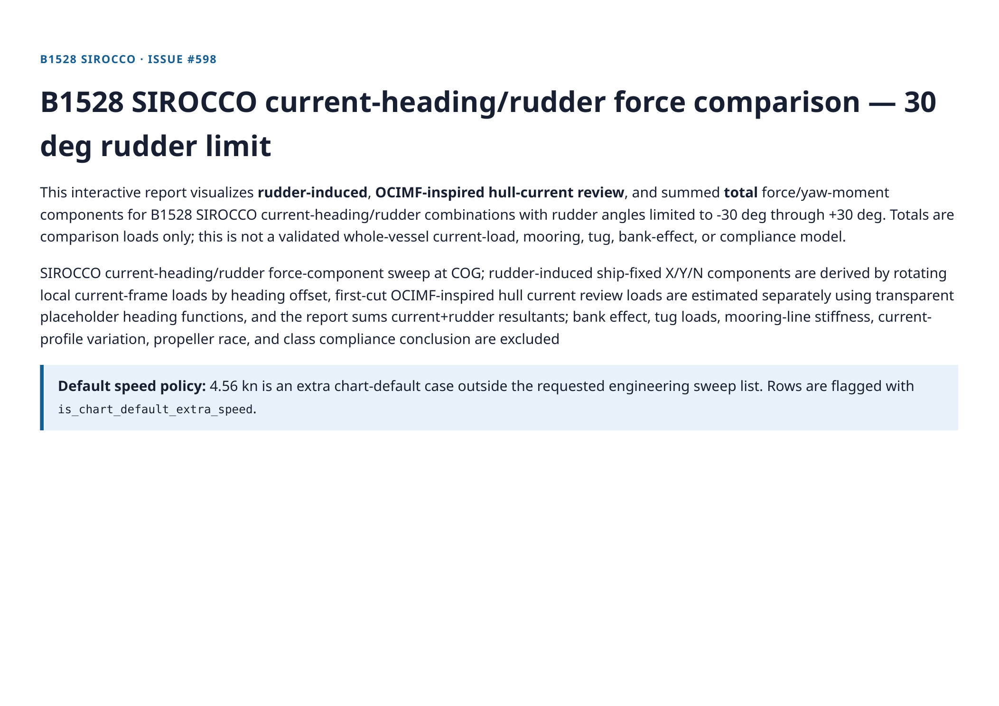 B1528 SIROCCO · ISSUE #598
B1528 SIROCCO current-heading/rudder force comparison — 30
deg rudder limit
This interactive report visualizes rudder-induced, OCIMF-inspired hull-current review, and summed total force/yaw-moment
components for B1528 SIROCCO current-heading/rudder combinations with rudder angles limited to -30 deg through +30 deg. Totals are
comparison loads only; this is not a validated whole-vessel current-load, mooring, tug, bank-effect, or compliance model.
SIROCCO current-heading/rudder force-component sweep at COG; rudder-induced ship-fixed X/Y/N components are derived by rotating
local current-frame loads by heading offset, first-cut OCIMF-inspired hull current review loads are estimated separately using transparent
placeholder heading functions, and the report sums current+rudder resultants; bank effect, tug loads, mooring-line stiffness, current-
profile variation, propeller race, and class compliance conclusion are excluded
Default speed policy: 4.56 kn is an extra chart-default case outside the requested engineering sweep list. Rows are flagged with
is_chart_default_extra_speed.